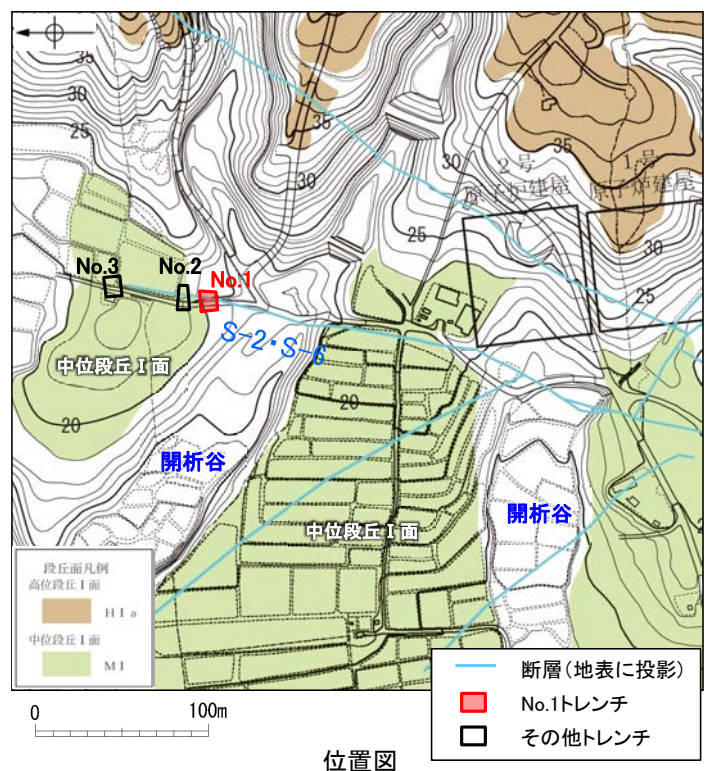 35
30
25
35
30
30
25
2号
原子炉建屋
1号
原子炉建屋
35
30
25
No.3
No.2
No.1
S-2・S-6
中位段丘Ⅰ面
20
20
開析谷
中位段丘Ⅰ面
開析谷
段丘面凡例
高位段丘Ⅰ面
HⅠa
中位段丘Ⅰ面
MⅠ
断層(地表に投影)
No.1トレンチ
その他トレンチ
0 100m
位置図